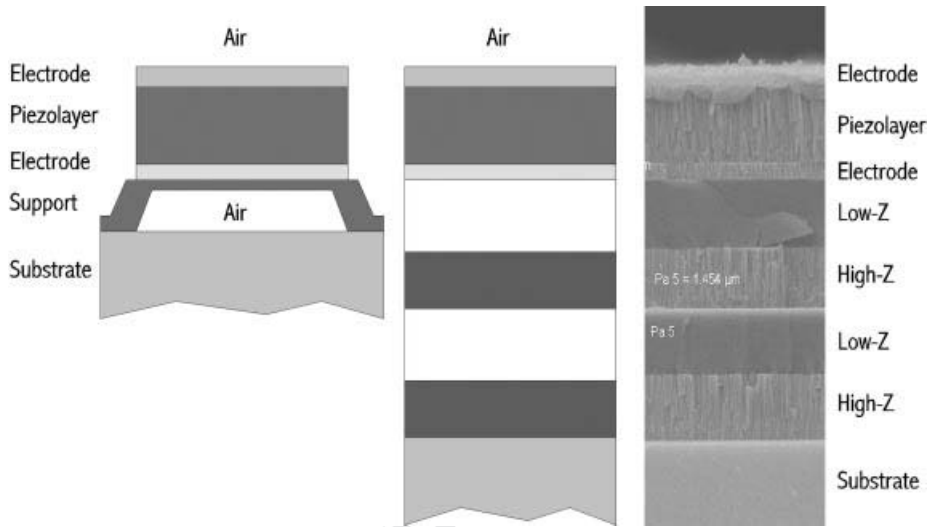 Air
Electrode
Piezolayer
Electrode
Support
Air
Substrate
Air
Pa 5 = 1.454 µm
Pa 5
Electrode
Piezolayer
Electrode
Low-Z
High-Z
Low-Z
High-Z
Substrate